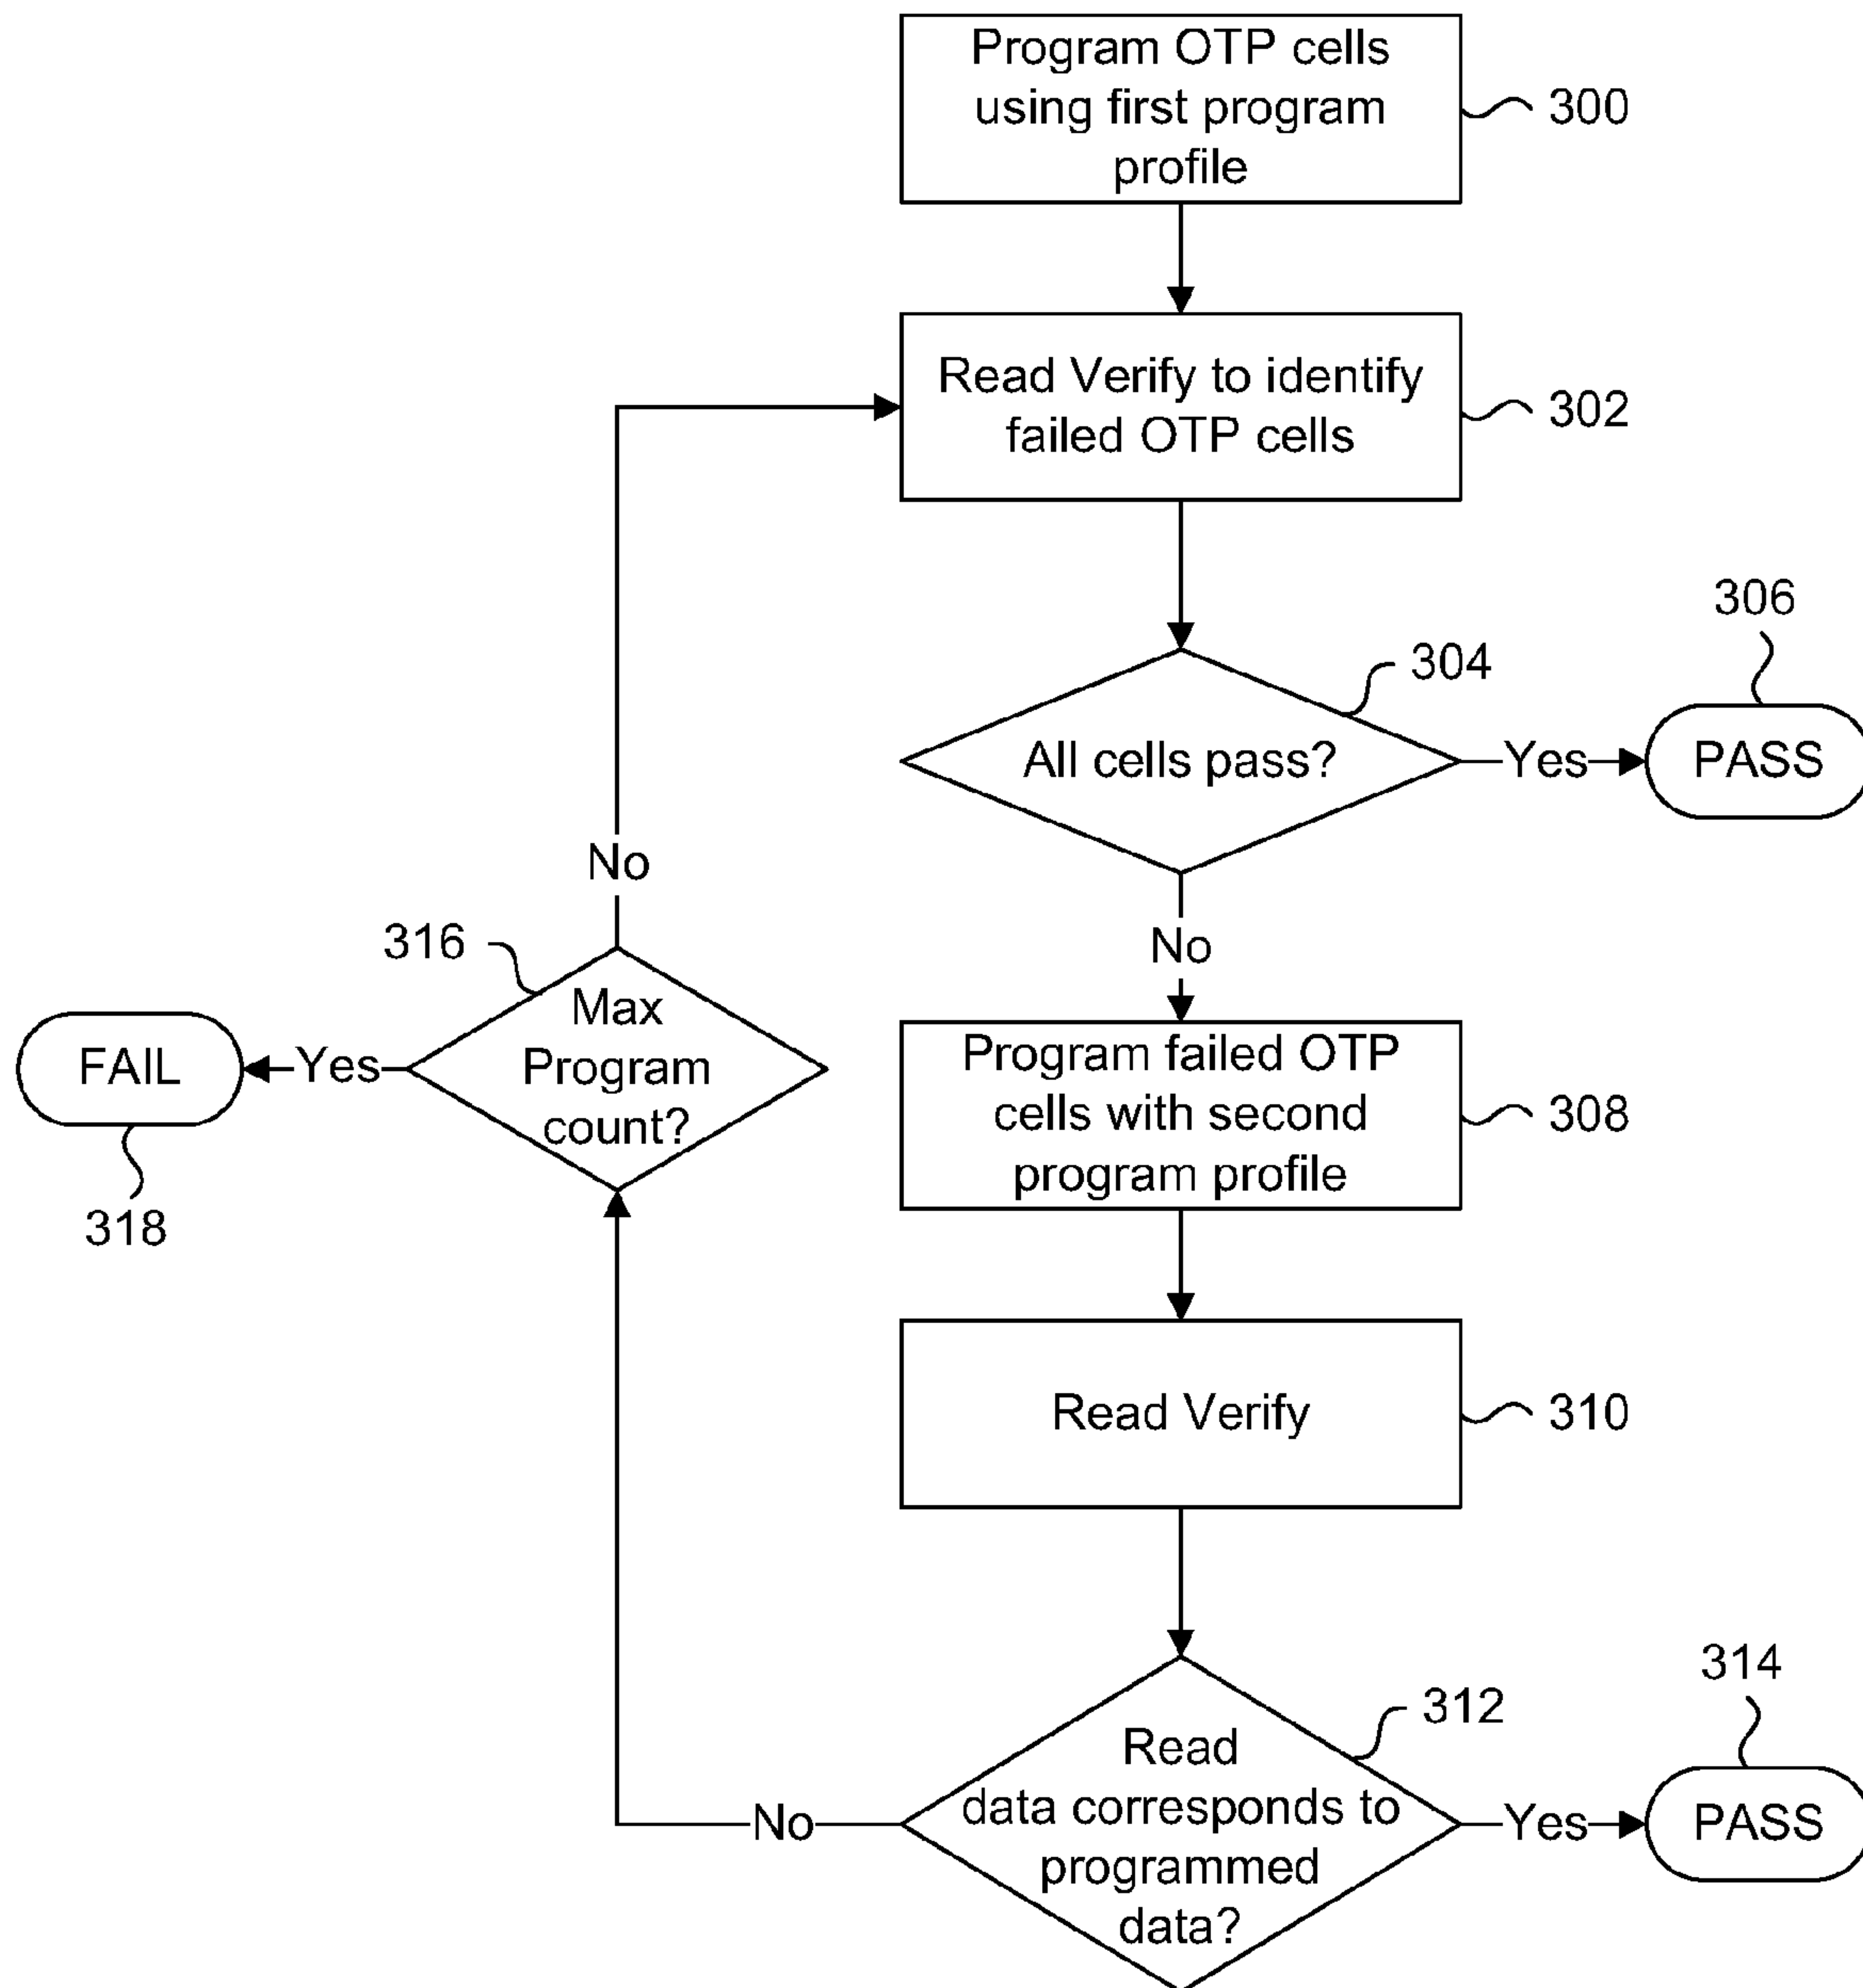 Program OTP cells
using first program
profile
300
Read Verify to identify
failed OTP cells
302
306
304
All cells pass?
Yes
PASS
No
No
316
Max
Program
count?
Yes
FAIL
318
Program failed OTP
cells with second
program profile
308
Read Verify
310
314
312
Read
data corresponds to
programmed
data?
No
Yes
PASS